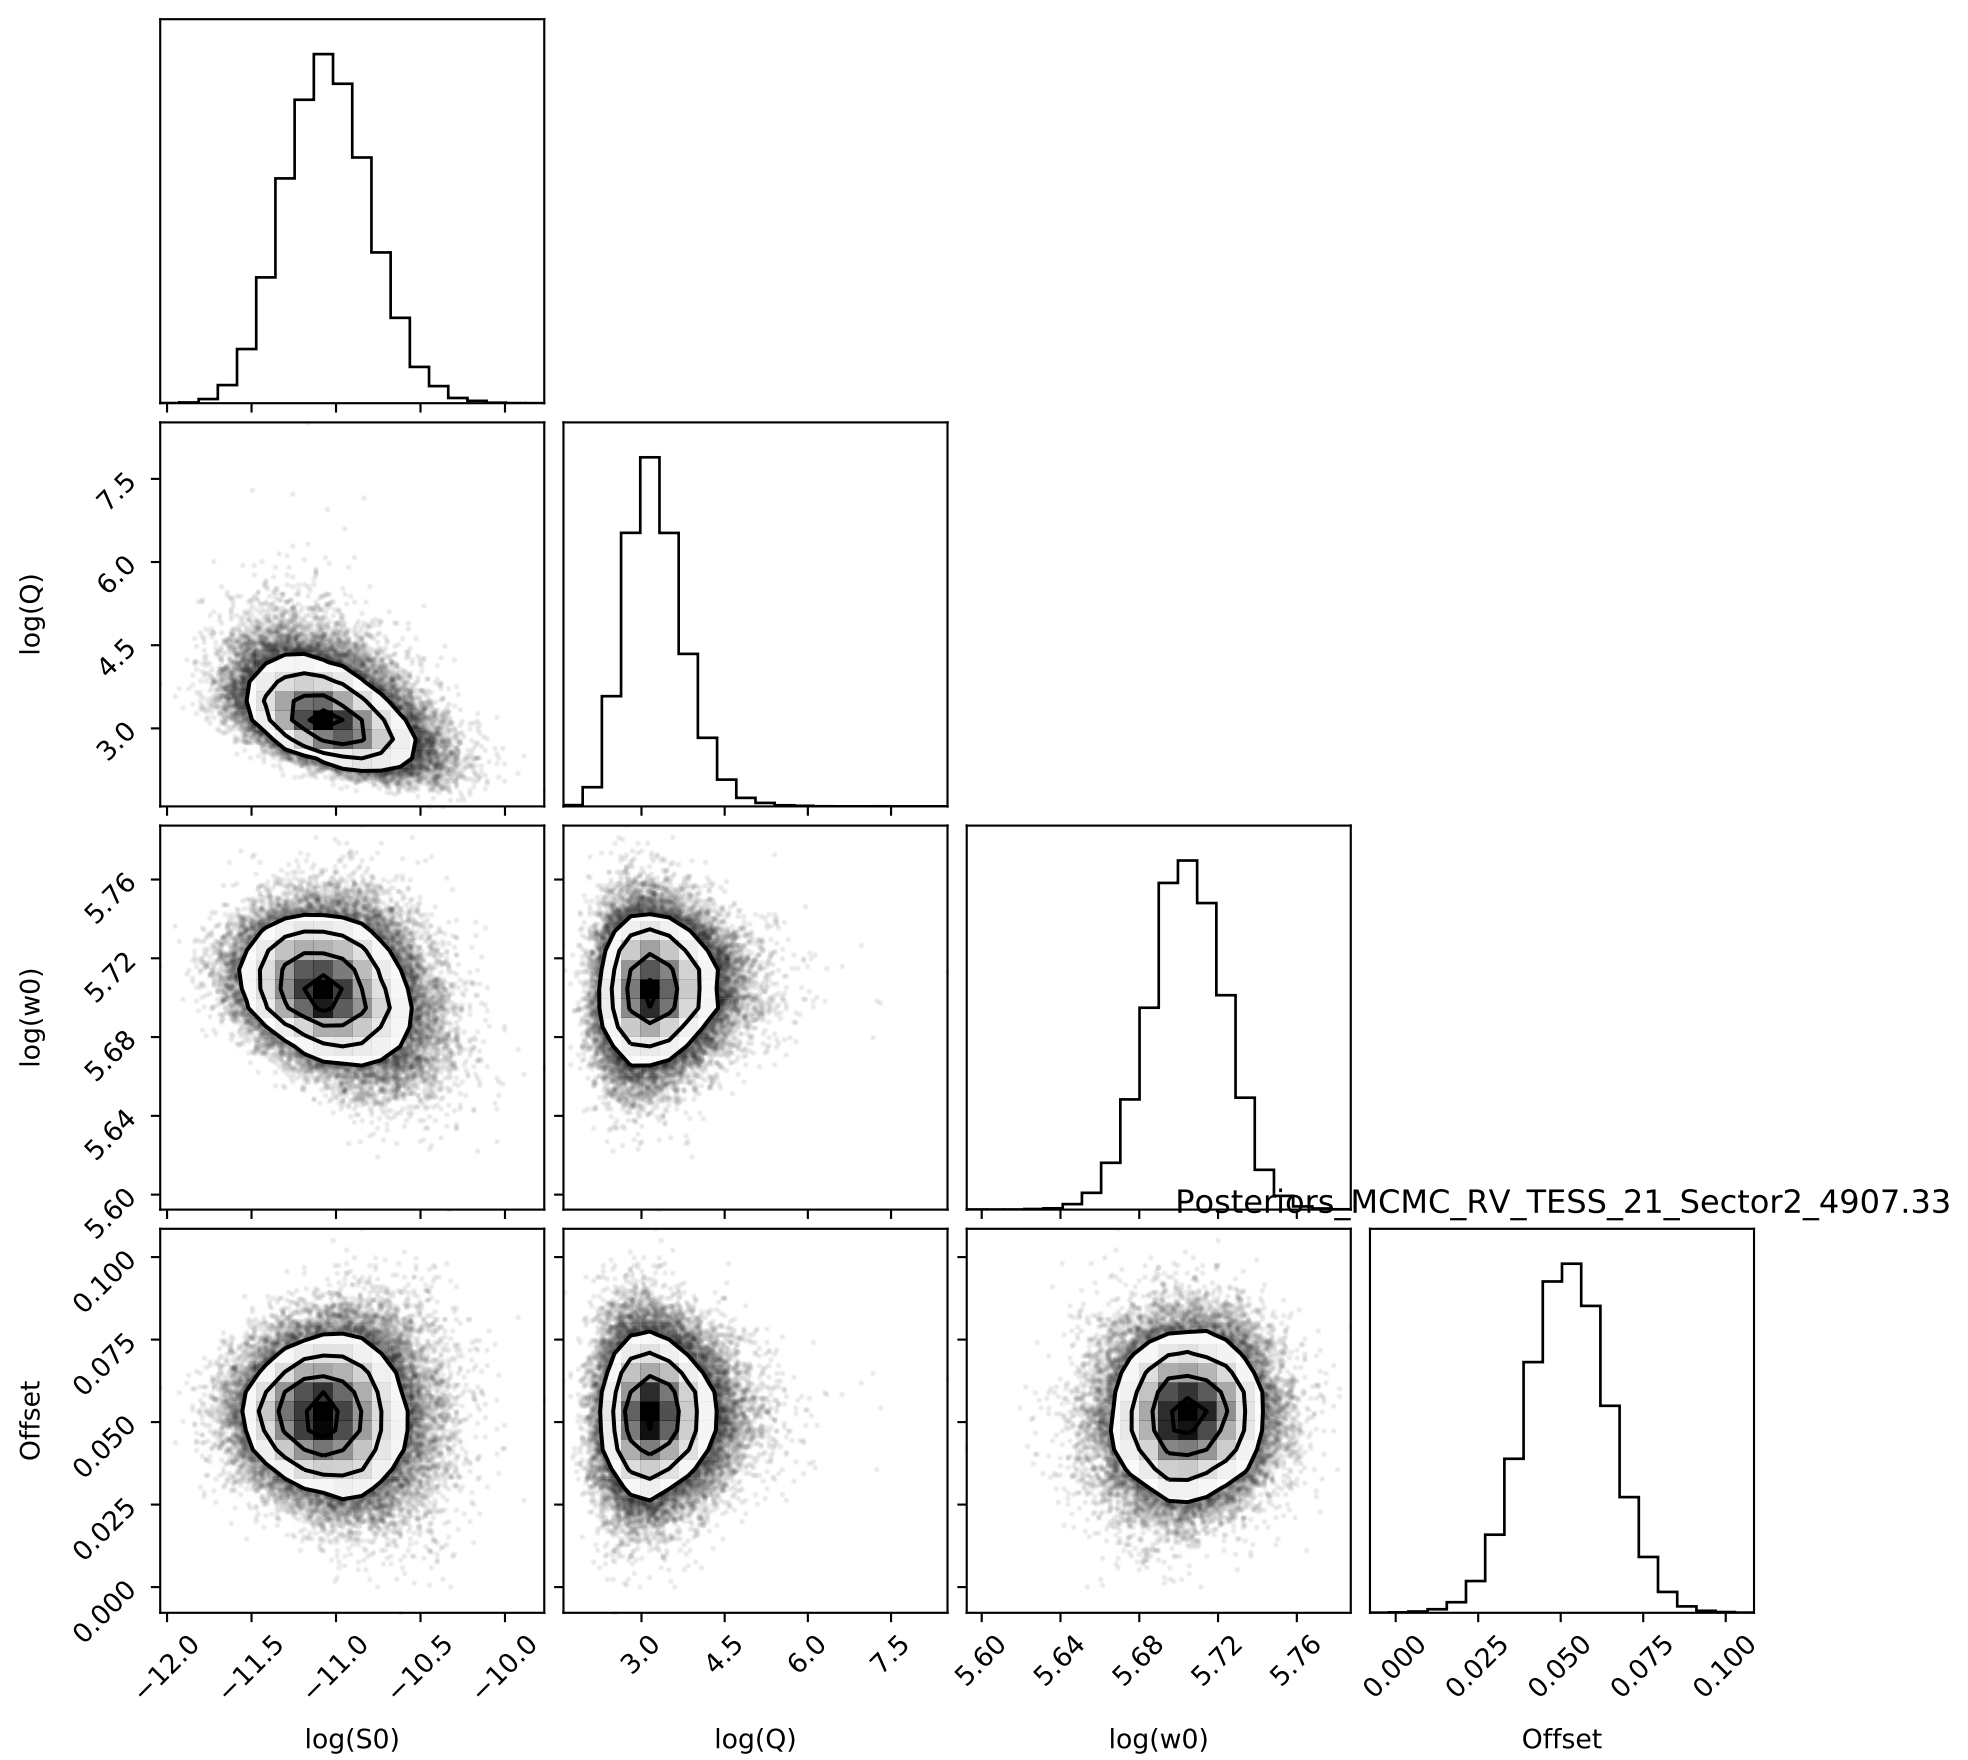 7.5
6.0
4.5
3.0
log(Q)
5.76
5.72
5.68
5.64
5.60
log(w0)
Posteriors_MCMC_RV_TESS_21_Sector2_4907.33
0.100
0.075
0.050
0.025
0.000
Offset
−12.0 −11.5 −11.0 −10.5 −10.0 3.0 4.5 6.0 7.5 5.60 5.64 5.68 5.72 5.76 0.000 0.025 0.050 0.075 0.100
log(S0) log(Q) log(w0) Offset